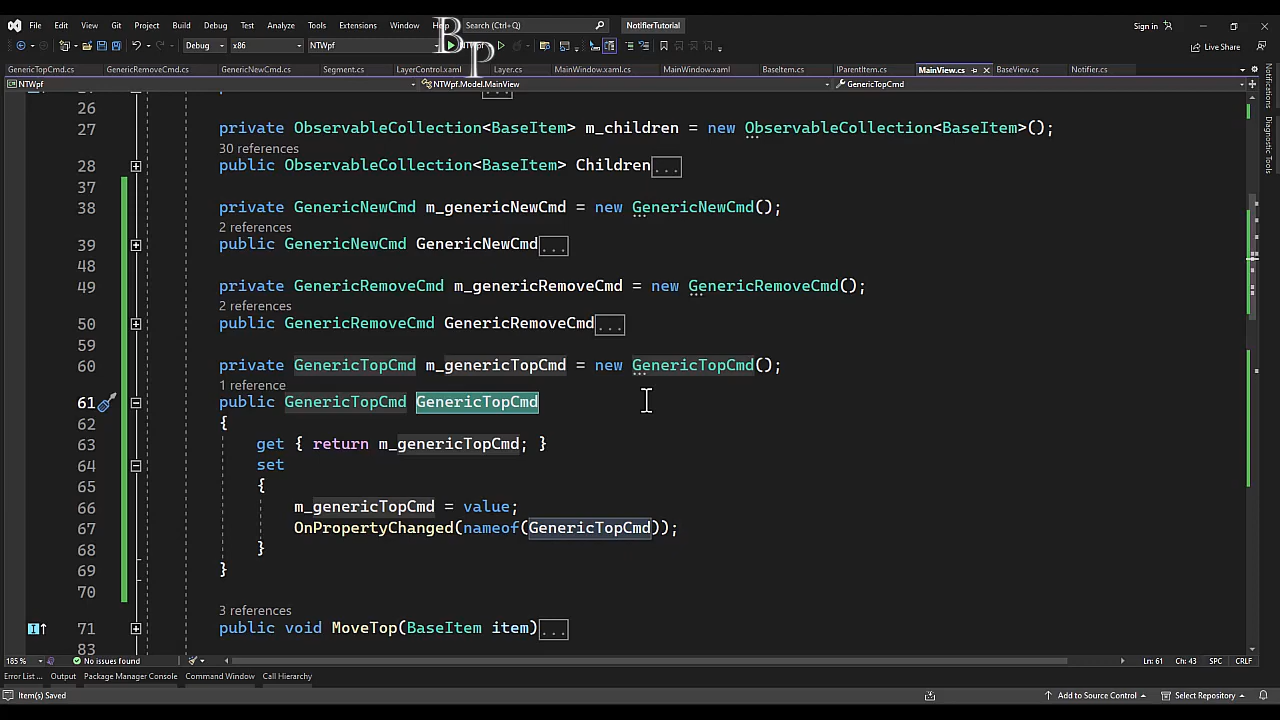 File Edit View Git Project Build Debug Test Analyze Tools Extensions Window Search (Ctrl+Q) NotifierTutorial Sign in
BP
Debug x86 NTWpf Live Share
GenericTopCmd.cs GenericRemoveCmd.cs GenericNewCmd.cs Segment.cs LayerControl.xaml Layer.cs MainWindow.xaml.cs MainWindow.xaml BaseItem.cs IParentItem.cs MainView.cs BaseView.cs Notifier.cs
NTWpf NTWpf.Model.MainView GenericTopCmd
26
27 private ObservableCollection<BaseItem> m_children = new ObservableCollection<BaseItem>();
30 references
28 public ObservableCollection<BaseItem> Children...
37
38 private GenericNewCmd m_genericNewCmd = new GenericNewCmd();
2 references
39 public GenericNewCmd GenericNewCmd...
48
49 private GenericRemoveCmd m_genericRemoveCmd = new GenericRemoveCmd();
2 references
50 public GenericRemoveCmd GenericRemoveCmd...
59
60 private GenericTopCmd m_genericTopCmd = new GenericTopCmd();
1 reference
61 public GenericTopCmd GenericTopCmd
62 {
63 get { return m_genericTopCmd; }
64 set
65 {
66 m_genericTopCmd = value;
67 OnPropertyChanged(nameof(GenericTopCmd));
68 }
69 }
70
3 references
71 public void MoveTop(BaseItem item)...
83
185 % No issues found Ln: 61 Ch: 43 SPC CRLF
Error List ... Output Package Manager Console Command Window Call Hierarchy
Item(s) Saved Add to Source Control Select Repository
Notifications
Diagnostic Tools